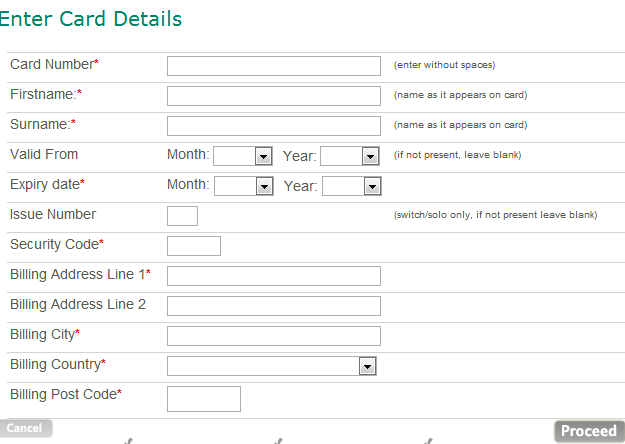 Enter Card Details
Card Number* (enter without spaces)
Firstname:* (name as it appears on card)
Surname:* (name as it appears on card)
Valid From Month: Year: (if not present, leave blank)
Expiry date* Month: Year:
Issue Number (switch/solo only, if not present leave blank)
Security Code*
Billing Address Line 1*
Billing Address Line 2
Billing City*
Billing Country*
Billing Post Code*
Cancel Proceed